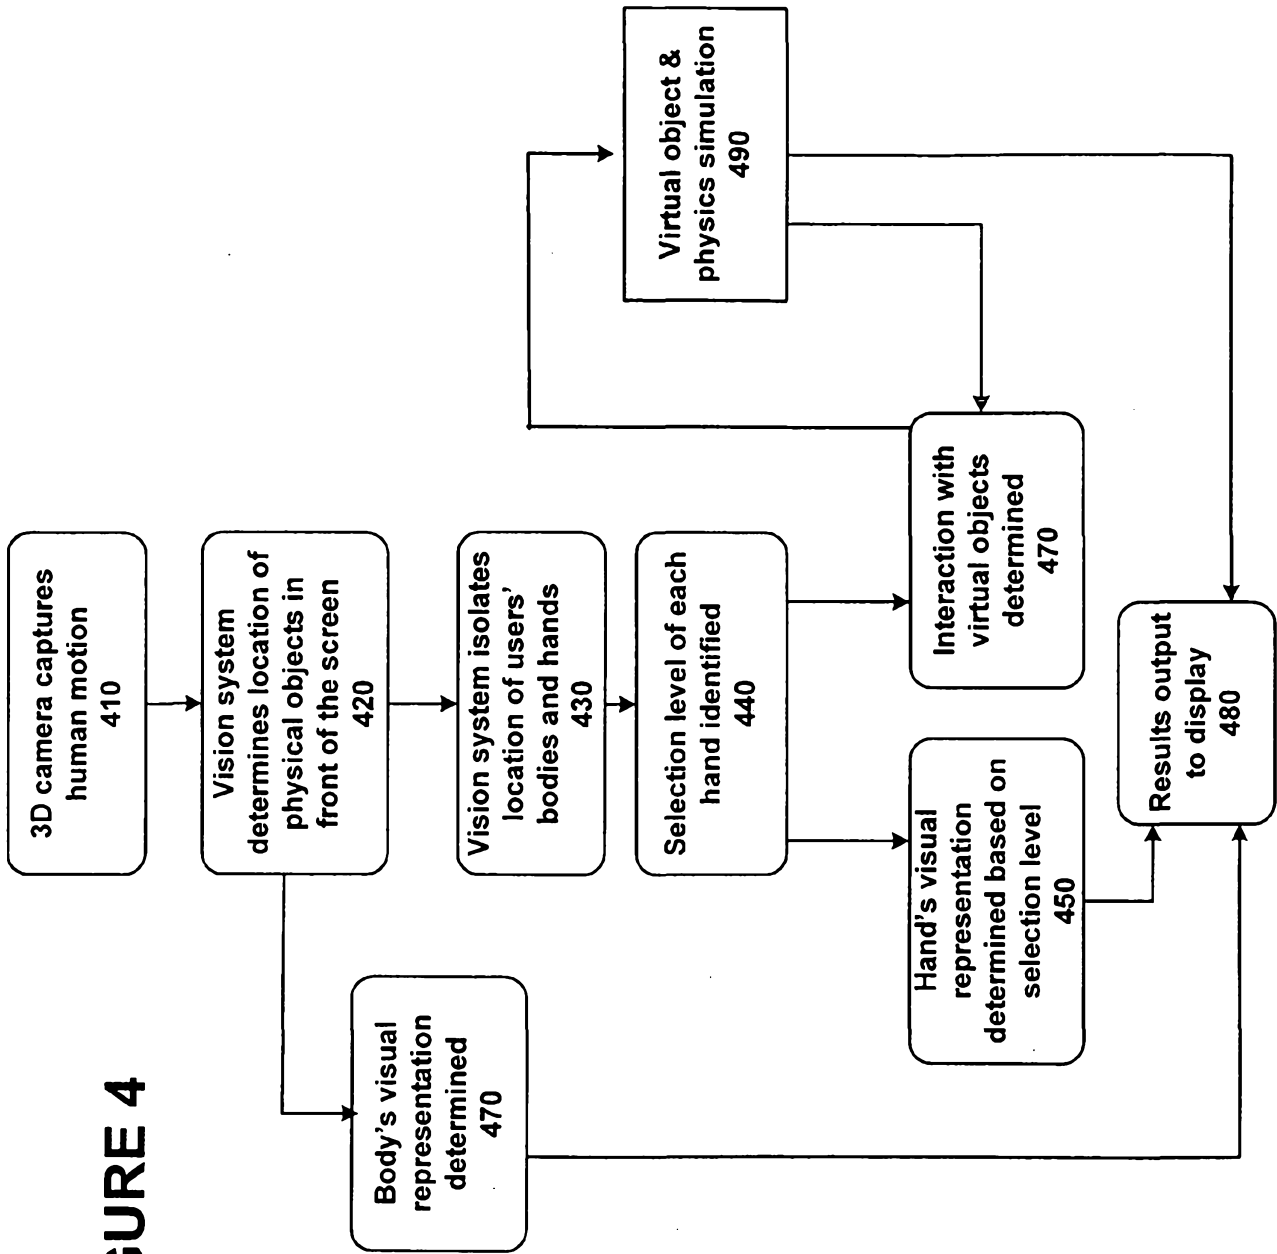 GURE 4
3D camera captures
human motion
410
Vision system
determines location of
physical objects in
front of the screen
420
Body's visual
representation
determined
470
Vision system isolates
location of users'
bodies and hands
430
Selection level of each
hand identified
440
Virtual object &
physics simulation
490
Hand's visual
representation
determined based on
selection level
450
Interaction with
virtual objects
determined
470
Results output
to display
480